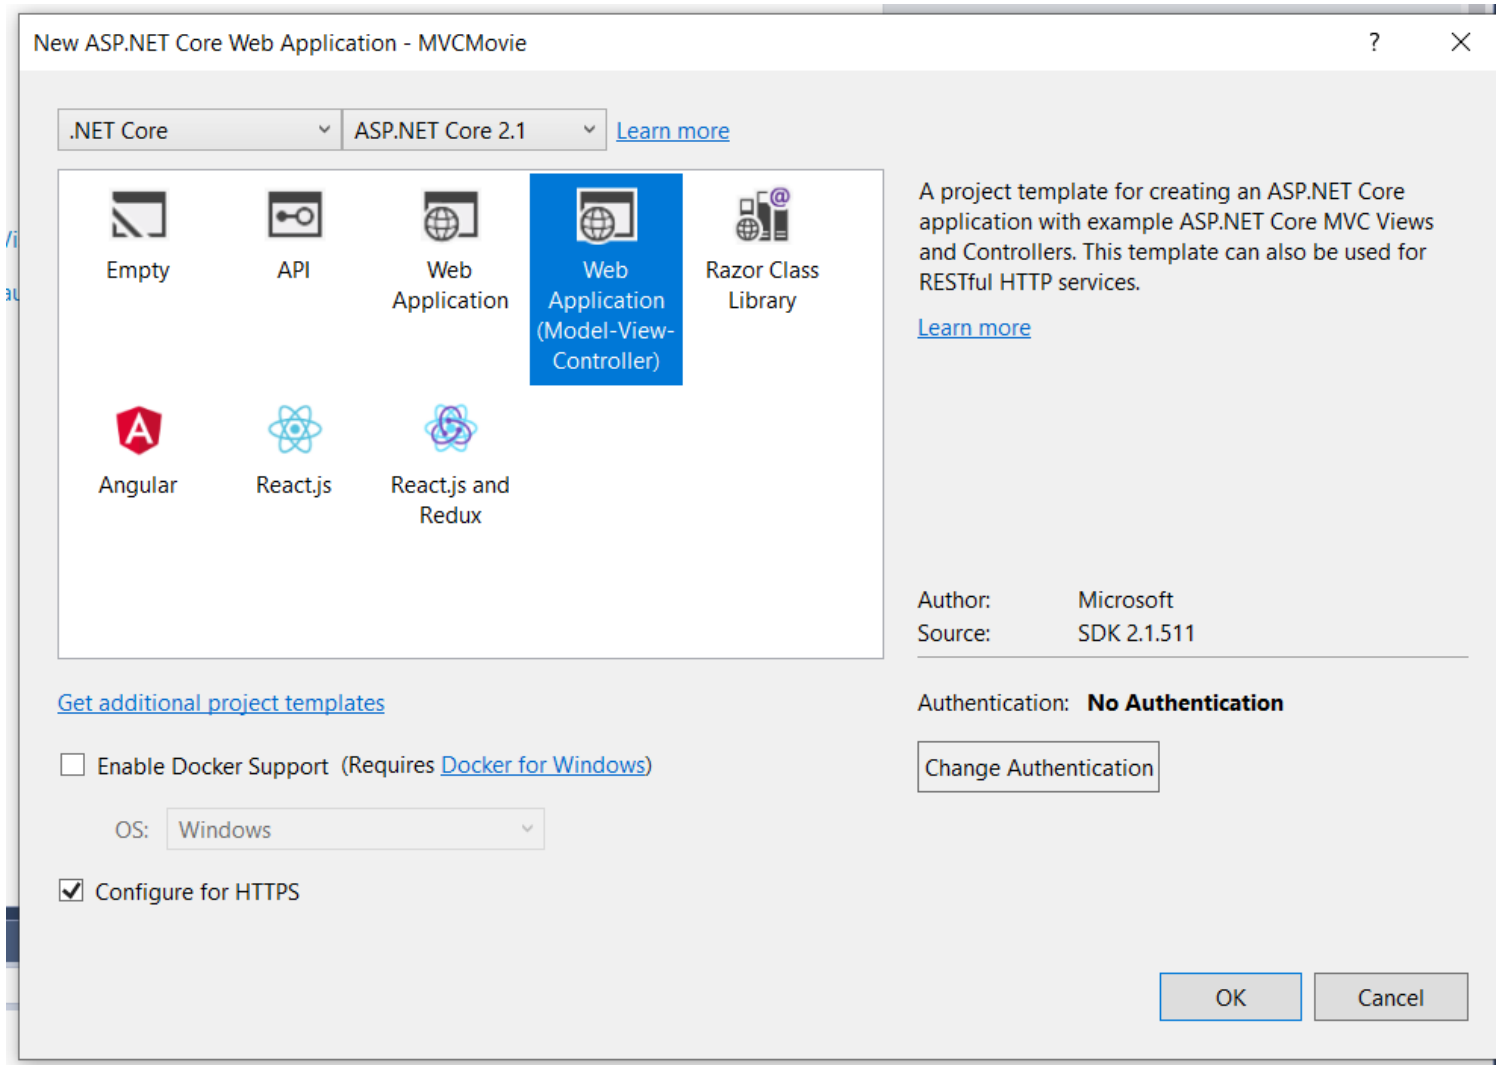 New ASP.NET Core Web Application - MVCMovie
?
.NET Core
ASP.NET Core 2.1
Learn more
Empty
API
Web
Application
Web
Application
(Model-View-
Controller)
Razor Class
Library
Angular
React.js
React.js and
Redux
A project template for creating an ASP.NET Core
application with example ASP.NET Core MVC Views
and Controllers. This template can also be used for
RESTful HTTP services.
Learn more
Author: Microsoft
Source: SDK 2.1.511
Get additional project templates
Authentication: No Authentication
Enable Docker Support (Requires Docker for Windows)
Change Authentication
OS: Windows
Configure for HTTPS
OK
Cancel